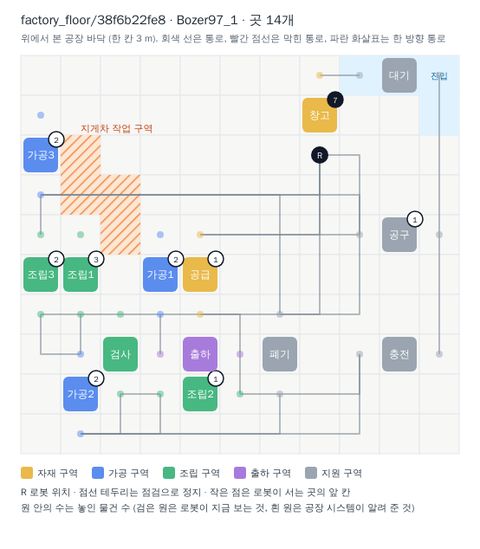 factory_floor/38f6b22fe8 · Bozer97_1 · 곳 14개
위에서 본 공장 바닥 (한 칸 3 m). 회색 선은 통로, 빨간 점선은 막힌 통로, 파란 화살표는 한 방향 통로
대기
창고 7
지게차 작업 구역
가공3 2
R
공구 1
조립3 2
조립1 3
가공1 2
공급 1
검사
출하
폐기
충전
가공2 2
조립2 1
자재 구역
가공 구역
조립 구역
출하 구역
지원 구역
R 로봇 위치 · 점선 테두리는 점검으로 정지 · 작은 점은 로봇이 서는 곳의 앞 칸
원 안의 수는 놓인 물건 수 (검은 원은 로봇이 지금 보는 것, 흰 원은 공장 시스템이 알려 준 것)